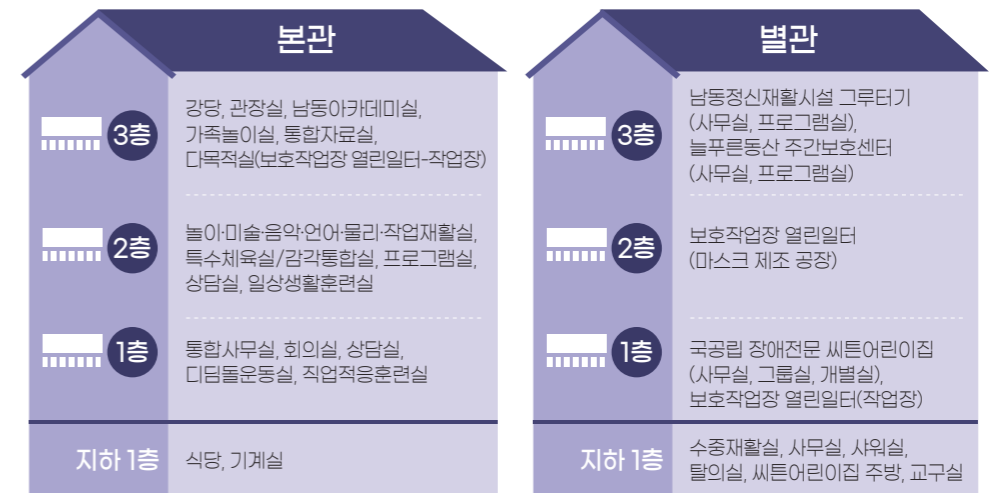 본관
3층
강당, 관장실, 남동아카데미실,
가족놀이실, 통합자료실,
다목적실(보호작업장 열린일터-작업장)
2층
놀이·미술·음악·언어·물리·작업재활실,
특수체육실/감각통합실, 프로그램실,
상담실, 일상생활훈련실
1층
통합사무실, 회의실, 상담실,
디딤돌운동실, 직업적응훈련실
지하 1층
식당, 기계실
별관
3층
남동정신재활시설 그루터기
(사무실, 프로그램실),
늘푸른동산 주간보호센터
(사무실, 프로그램실)
2층
보호작업장 열린일터
(마스크 제조 공장)
1층
국공립 장애전문 씨튼어린이집
(사무실, 그룹실, 개별실),
보호작업장 열린일터(작업장)
지하 1층
수중재활실, 사무실, 샤워실,
탈의실, 씨튼어린이집 주방, 교구실